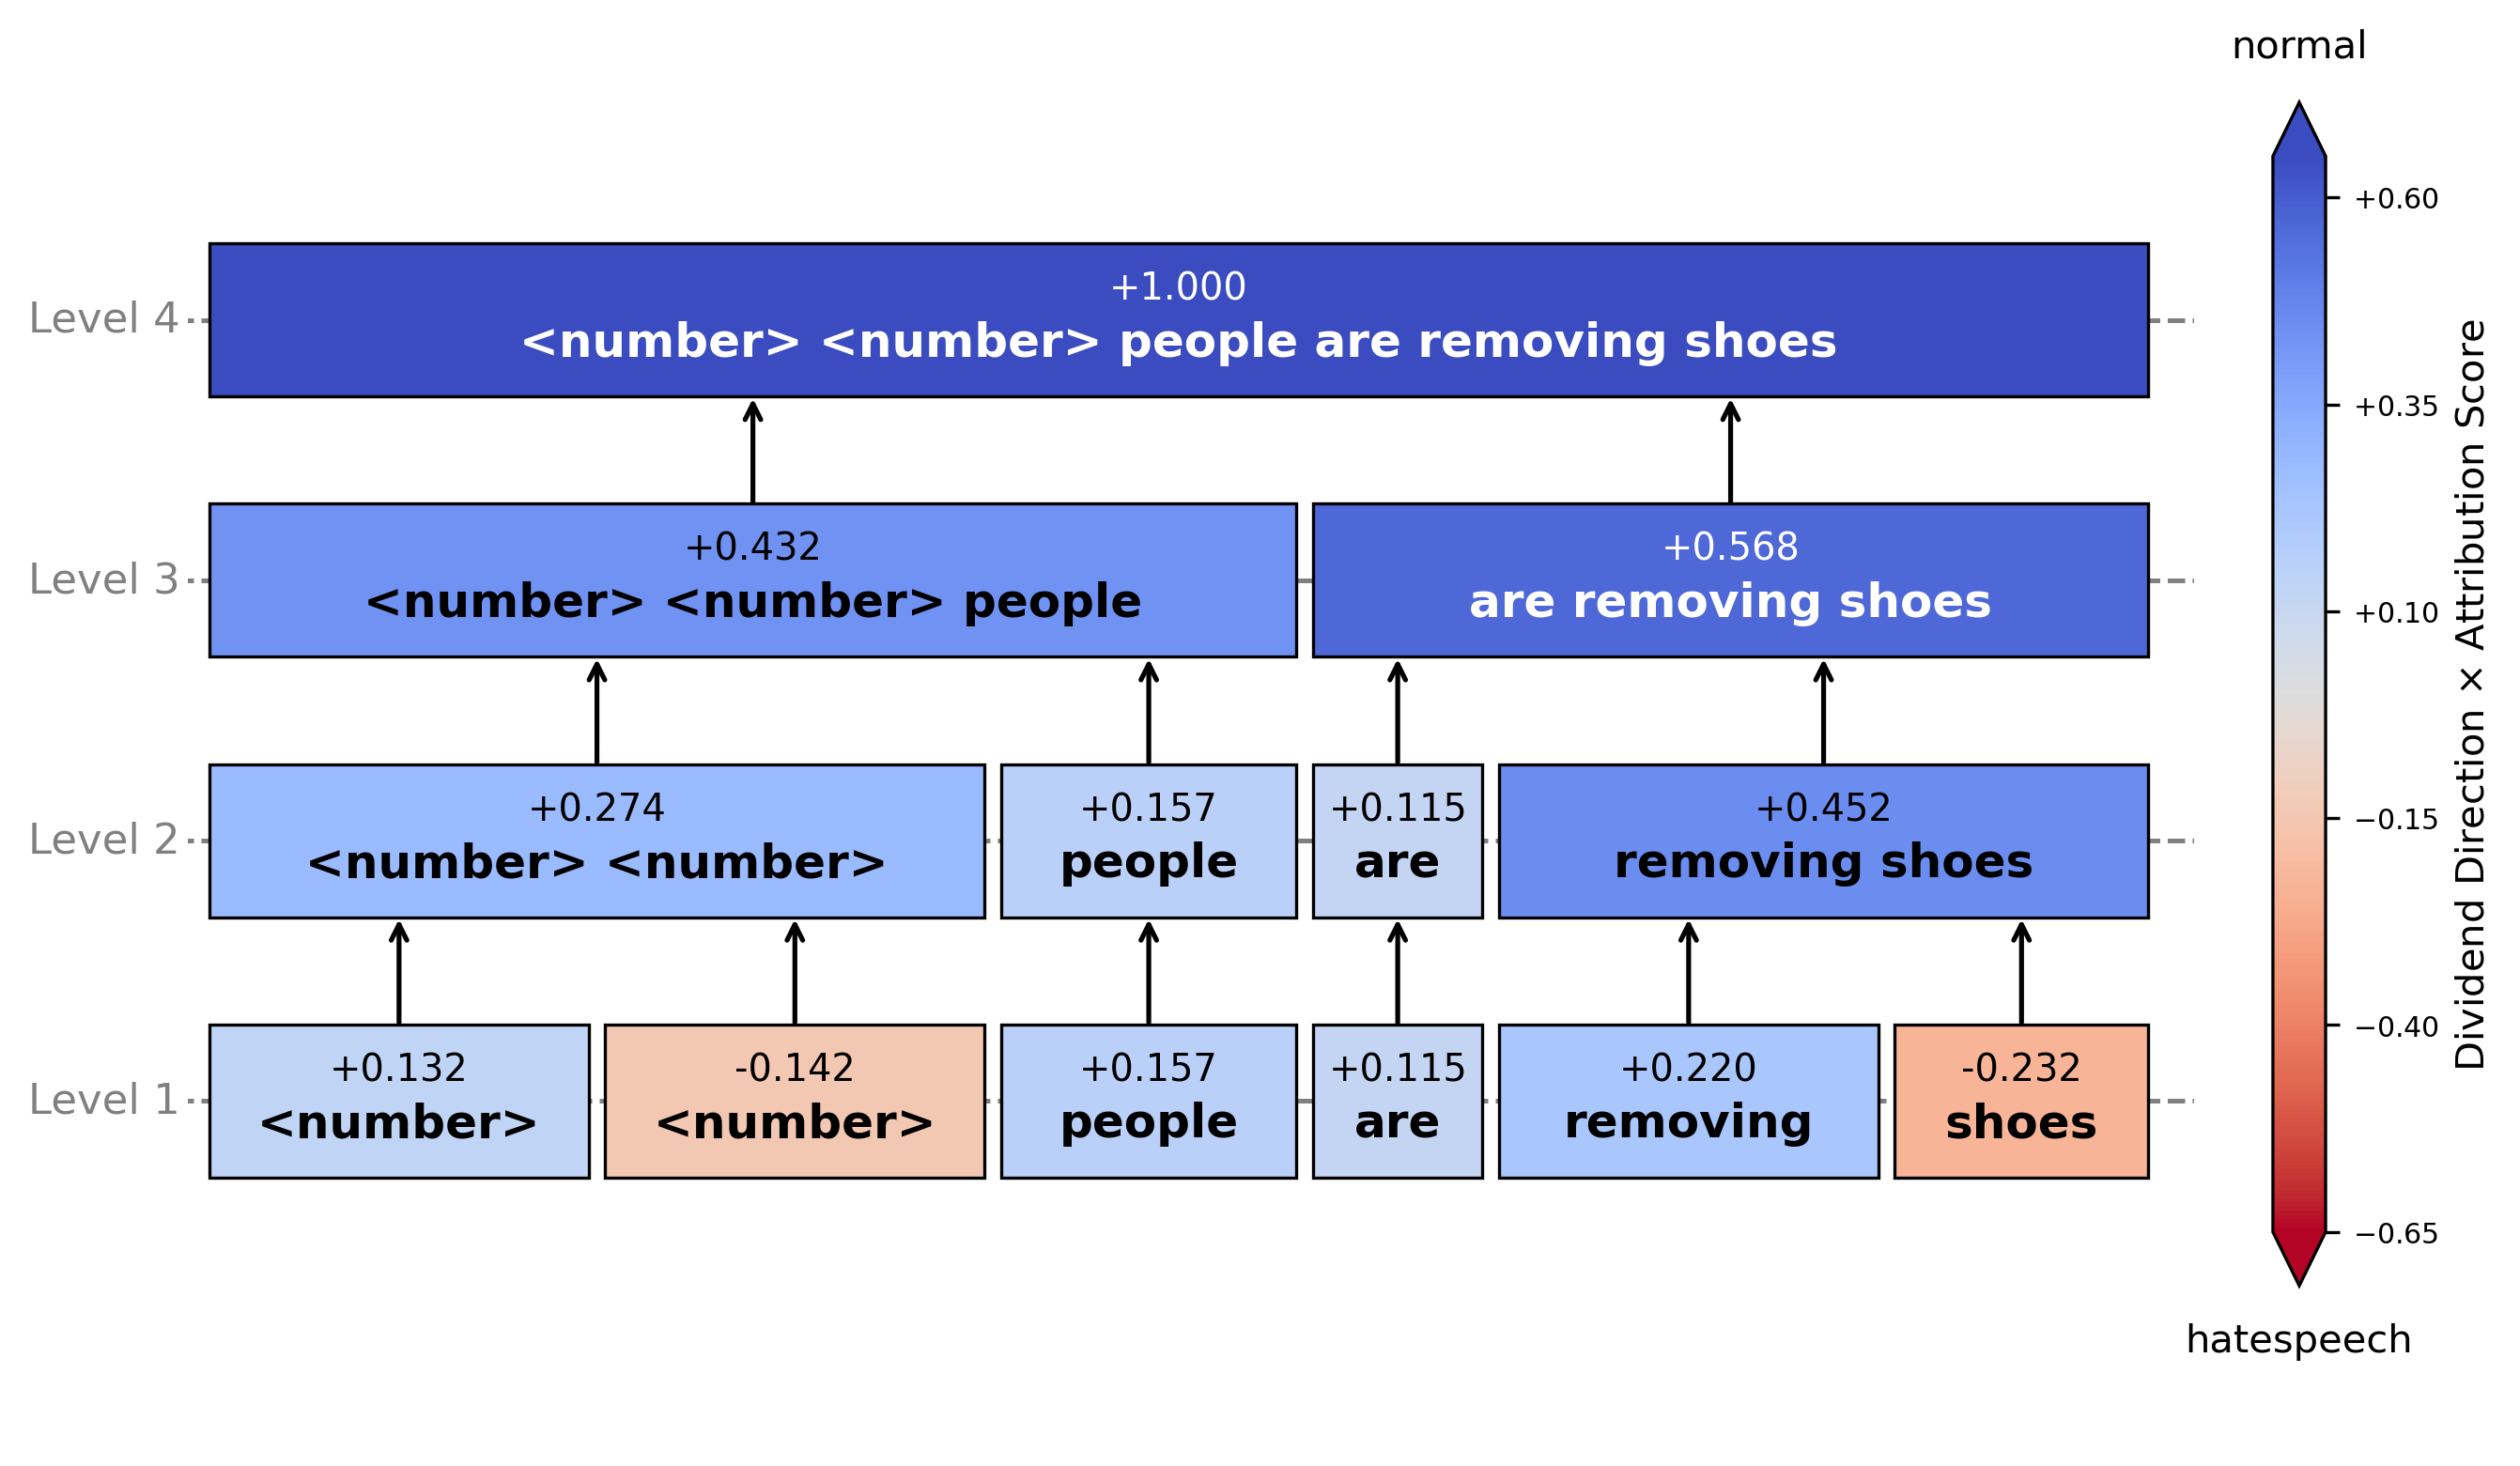 normal
+0.60
+1.000
Level 4
<number> <number> people are removing shoes
+0.35
+0.432
+0.568
Level 3
<number> <number> people
are removing shoes
+0.10
Dividend Direction × Attribution Score
+0.274
+0.157
+0.115
+0.452
−0.15
Level 2
<number> <number>
people
are
removing shoes
−0.40
+0.132
-0.142
+0.157
+0.115
+0.220
-0.232
Level 1
<number>
<number>
people
are
removing
shoes
−0.65
hatespeech